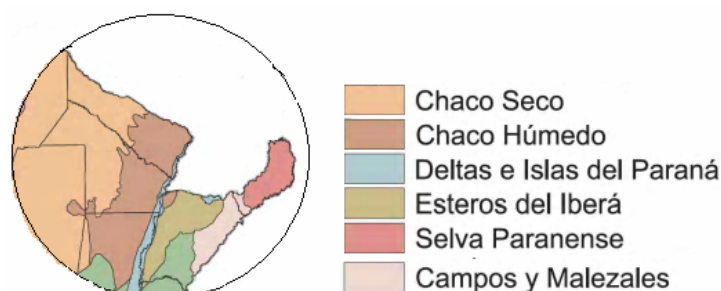 Chaco Seco
Chaco Húmedo
Deltas e Islas del Paraná
Esteros del Iberá
Selva Paranense
Campos y Malezales